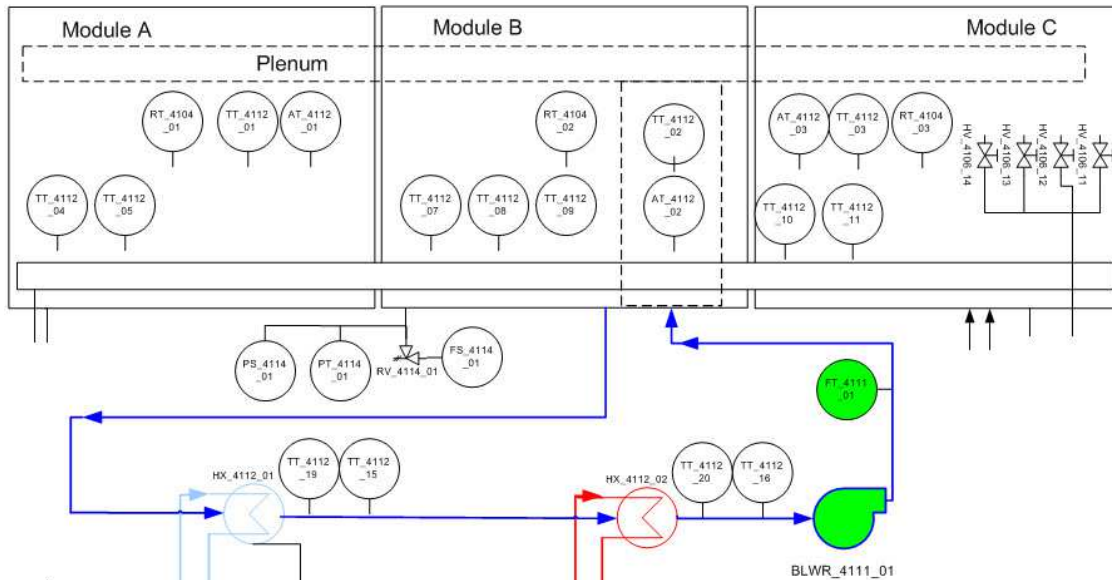 Module A
Module B
Module C
Plenum
RT_4104
_01
TT_4112
_01
AT_4112
_01
RT_4104
_02
TT_4112
_02
AT_4112
_03
TT_4112
_03
RT_4104
_03
HV_4106_14
HV_4106_13
HV_4106_12
HV_4106_11
TT_4112
_04
TT_4112
_05
TT_4112
_07
TT_4112
_08
TT_4112
_09
AT_4112
_02
TT_4112
_10
TT_4112
_11
PS_4114
_01
PT_4114
_01
RV_4114_01
FS_4114
_01
FT_4111
_01
HX_4112_01
TT_4112
_19
TT_4112
_15
HX_4112_02
TT_4112
_20
TT_4112
_16
BLWR_4111_01